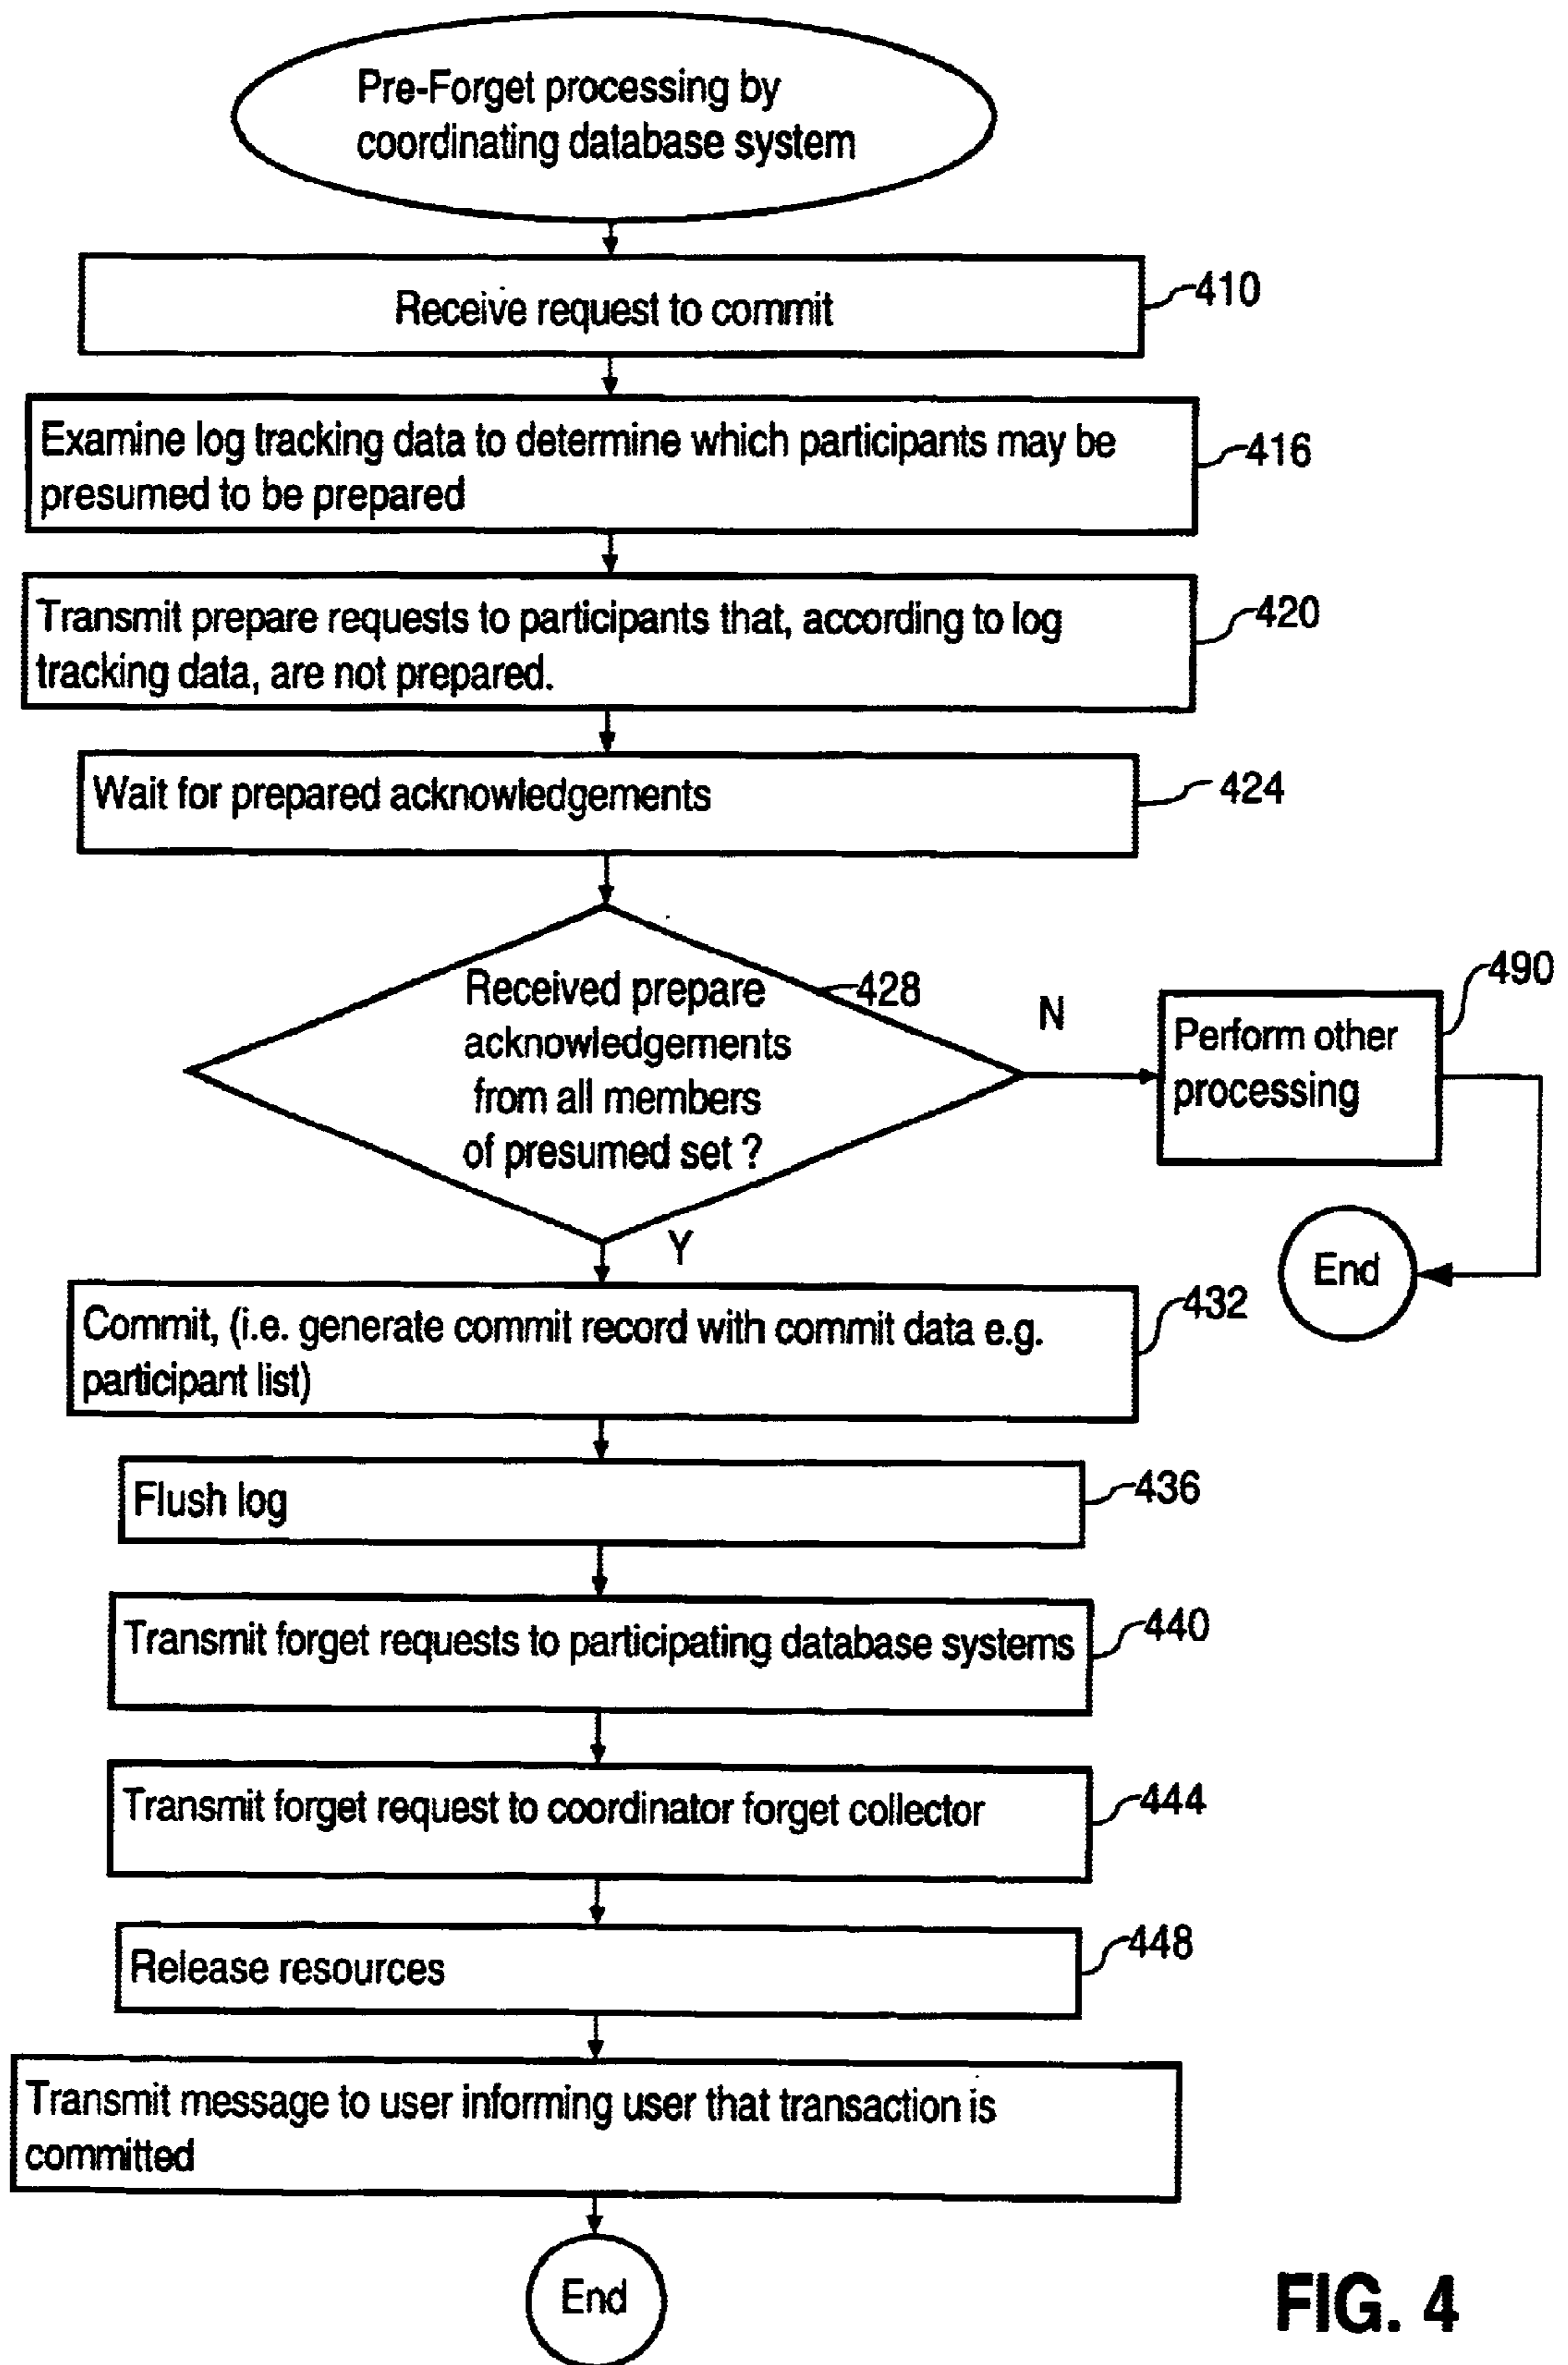 Pre-Forget processing by
coordinating database system
Receive request to commit
410
Examine log tracking data to determine which participants may be
presumed to be prepared
416
Transmit prepare requests to participants that, according to log
tracking data, are not prepared.
420
Wait for prepared acknowledgements
424
Received prepare
acknowledgements
from all members
of presumed set ?
428
N
Perform other
processing
490
End
Y
Commit, (i.e. generate commit record with commit data e.g.
participant list)
432
Flush log
436
Transmit forget requests to participating database systems
440
Transmit forget request to coordinator forget collector
444
Release resources
448
Transmit message to user informing user that transaction is
committed
End
FIG. 4